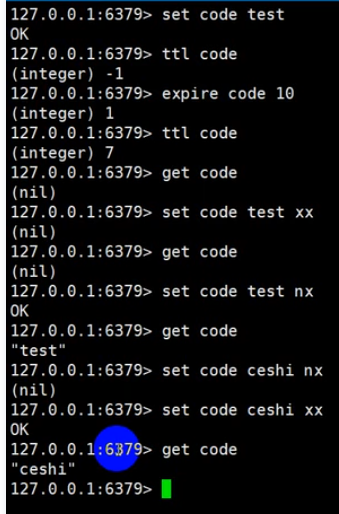 127.0.0.1:6379> set code test
OK
127.0.0.1:6379> ttl code
(integer) -1
127.0.0.1:6379> expire code 10
(integer) 1
127.0.0.1:6379> ttl code
(integer) 7
127.0.0.1:6379> get code
(nil)
127.0.0.1:6379> set code test xx
(nil)
127.0.0.1:6379> get code
(nil)
127.0.0.1:6379> set code test nx
OK
127.0.0.1:6379> get code
"test"
127.0.0.1:6379> set code ceshi nx
(nil)
127.0.0.1:6379> set code ceshi xx
OK
127.0.0.1:6379> get code
"ceshi"
127.0.0.1:6379>